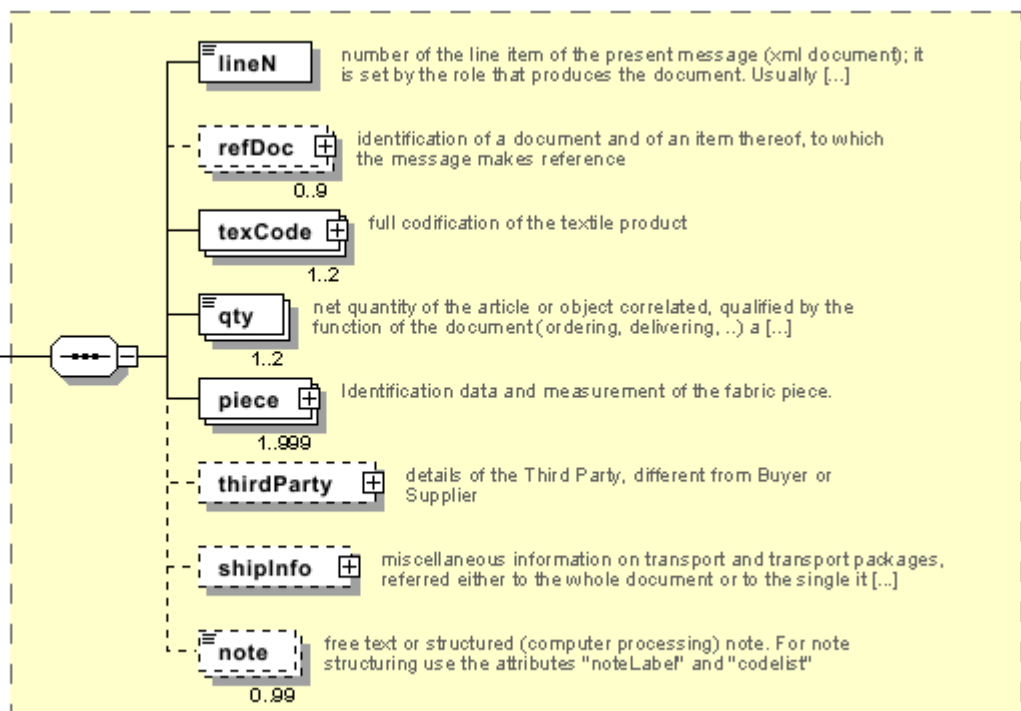 lineN
number of the line item of the present message (xml document); it
is set by the role that produces the document. Usually [...]
refDoc
identification of a document and of an item thereof, to which
the message makes reference
0..9
texCode
full codification of the textile product
1..2
qty
net quantity of the article or object correlated, qualified by the
function of the document (ordering, delivering, ..) a [...]
1..2
piece
Identification data and measurement of the fabric piece.
1..999
thirdParty
details of the Third Party, different from Buyer or
Supplier
shipInfo
miscellaneous information on transport and transport packages,
referred either to the whole document or to the single it [...]
note
free text or structured (computer processing) note. For note
structuring use the attributes "noteLabel" and "codelist"
0..99